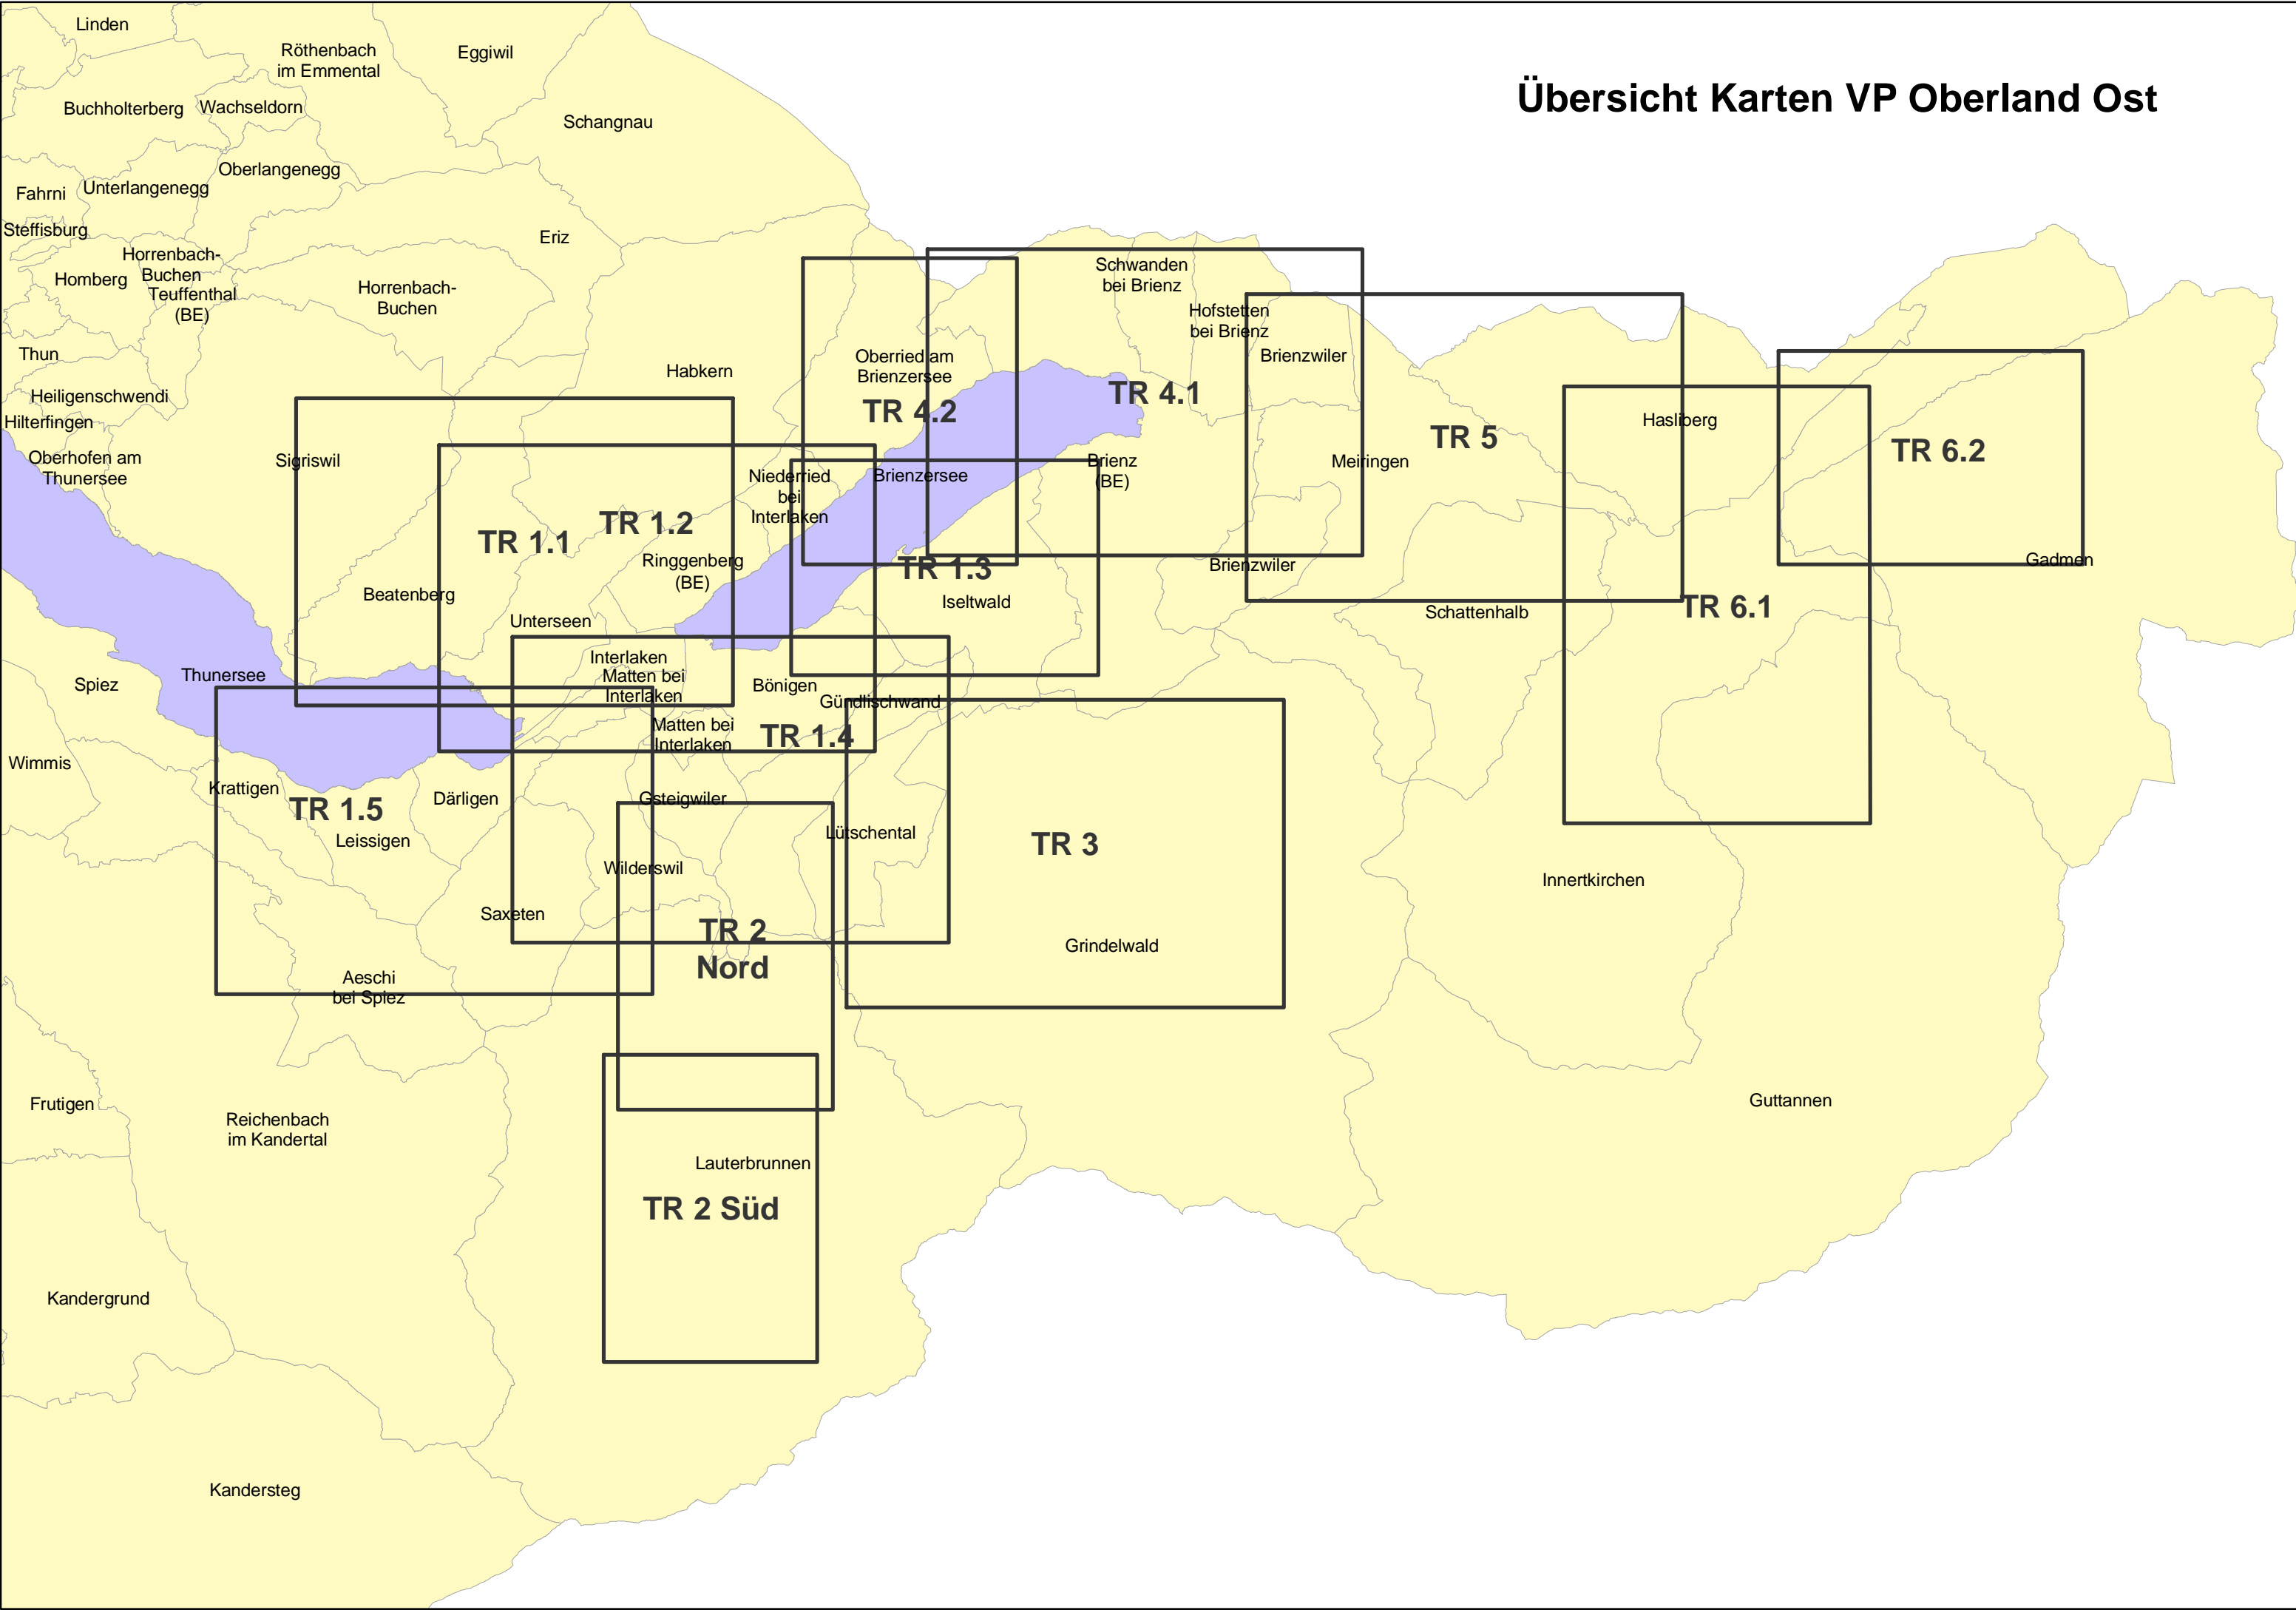 Übersicht Karten VP Oberland Ost
Linden
Röthenbach
im Emmental
Eggiwil
Buchholterberg
Wachseldorn
Schangnau
Oberlangenegg
Unterlangenegg
Fahrni
Steffisburg
Eriz
Horrenbach-
Buchen
Homberg
Teuffenthal
(BE)
Horrenbach-
Buchen
Schwanden
bei Brienz
Hofstetten
bei Brienz
Thun
Habkern
Oberried am
Brienzersee
Brienzwiler
Heiligenschwendi
Hilterfingen
TR 4.2
TR 4.1
Hasliberg
TR 5
TR 6.2
Oberhofen am
Thunersee
Sigriswil
Niederried
bei
Interlaken
Brienzersee
Brienz
(BE)
Meiringen
TR 1.1
TR 1.2
Ringgenberg
(BE)
TR 1.3
Brienzwiler
Gadmen
Beatenberg
Iseltwald
Schattenhalb
TR 6.1
Unterseen
Interlaken
Matten bei
Interlaken
Thunersee
Spiez
Bönigen
Gündlischwand
Matten bei
Interlaken
TR 1.4
Wimmis
Krattigen
TR 1.5
Därligen
Gsteigwiler
Leissigen
Lütschental
TR 3
Wilderswil
Innertkirchen
Saxeten
TR 2
Nord
Grindelwald
Aeschi
bei Spiez
Frutigen
Reichenbach
im Kandertal
Guttannen
Lauterbrunnen
TR 2 Süd
Kandergrund
Kandersteg